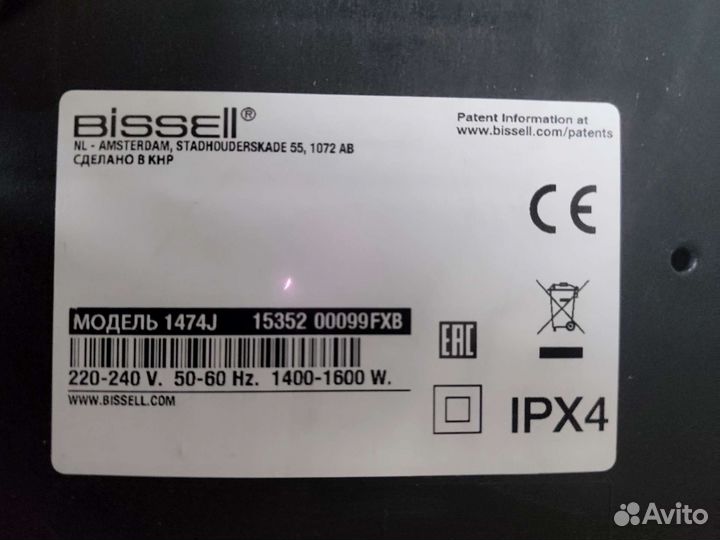 BISSELL®
NL - AMSTERDAM, STADHOUDERSKADE 55, 1072 AB
СДЕЛАНО В КНР
Patent Information at
www.bissell.com/patents
CE
МОДЕЛЬ 1474J 15352 00099FXB
220-240 V. 50-60 Hz. 1400-1600 W.
WWW.BISSELL.COM
EAC
IPX4
Avito